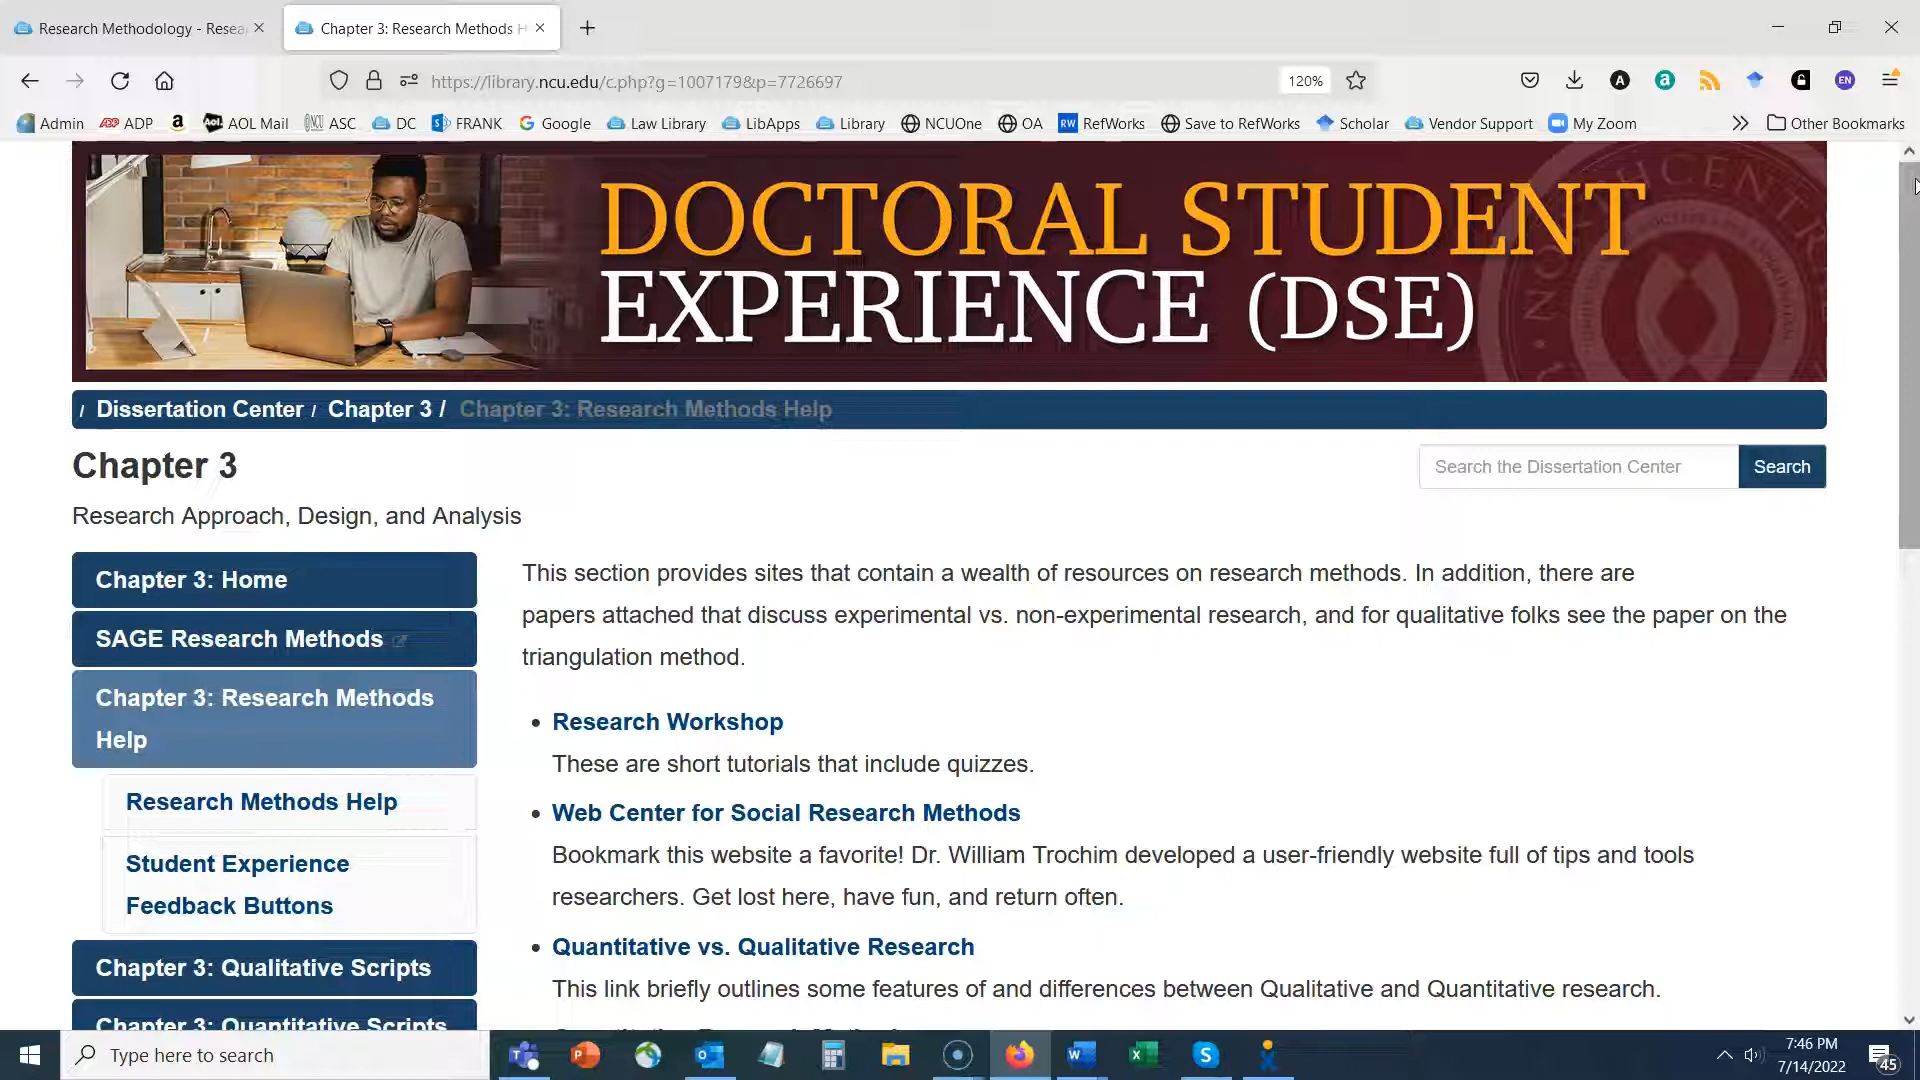 Research Methodology - Resea
Chapter 3: Research Methods H
https://library.ncu.edu/c.php?g=1007179&p=7726697
120%
A
a
EN
Admin
ADP
a
Aol.
AOL Mail
NCU
ASC
DC
FRANK
Google
Law Library
LibApps
Library
NCUOne
OA
RW
RefWorks
Save to RefWorks
Scholar
Vendor Support
My Zoom
Other Bookmarks
DOCTORAL STUDENT
EXPERIENCE (DSE)
/ Dissertation Center / Chapter 3 / Chapter 3: Research Methods Help
Chapter 3
Search the Dissertation Center
Search
Research Approach, Design, and Analysis
Chapter 3: Home
SAGE Research Methods
Chapter 3: Research Methods
Help
Research Methods Help
Student Experience
Feedback Buttons
Chapter 3: Qualitative Scripts
Chapter 3: Quantitative Scripts
This section provides sites that contain a wealth of resources on research methods. In addition, there are
papers attached that discuss experimental vs. non-experimental research, and for qualitative folks see the paper on the
triangulation method.
• Research Workshop
These are short tutorials that include quizzes.
• Web Center for Social Research Methods
Bookmark this website a favorite! Dr. William Trochim developed a user-friendly website full of tips and tools
researchers. Get lost here, have fun, and return often.
• Quantitative vs. Qualitative Research
This link briefly outlines some features of and differences between Qualitative and Quantitative research.
Type here to search
7:46 PM
7/14/2022
45